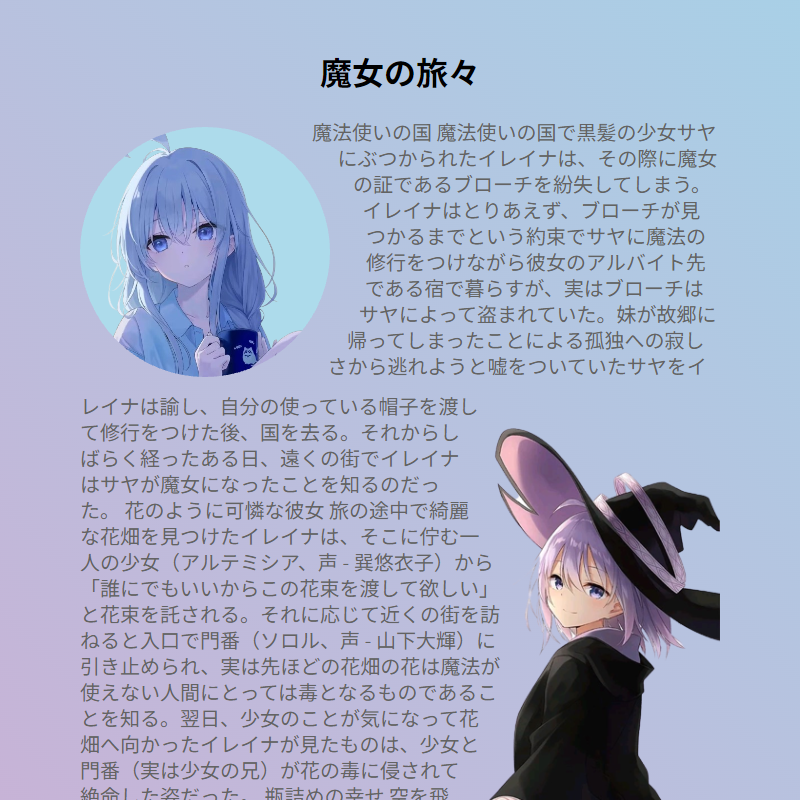 魔女の旅々
魔法使いの国 魔法使いの国で黒髪の少女サヤ
にぶつかられたイレイナは、その際に魔女
の証であるブローチを紛失してしまう。
イレイナはとりあえず、ブローチが見
つかるまでという約束でサヤに魔法の
修行をつけながら彼女のアルバイト先
である宿で暮らすが、実はブローチは
サヤによって盗まれていた。妹が故郷に
帰ってしまったことによる孤独への寂し
さから逃れようと嘘をついていたサヤをイ
レイナは諭し、自分の使っている帽子を渡し
て修行をつけた後、国を去る。それからし
ばらく経ったある日、遠くの街でイレイナ
はサヤが魔女になったことを知るのだっ
た。 花のように可憐な彼女 旅の途中で綺麗
な花畑を見つけたイレイナは、そこに佇む一
人の少女（アルテミシア、声 - 巽悠衣子）から
「誰にでもいいからこの花束を渡して欲しい」
と花束を託される。それに応じて近くの街を訪
ねると入口で門番（ソロル、声 - 山下大輝）に
引き止められ、実は先ほどの花畑の花は魔法が
使えない人間にとっては毒となるものであるこ
とを知る。翌日、少女のことが気になって花
畑へ向かったイレイナが見たものは、少女と
門番（実は少女の兄）が花の毒に侵されて
絶命した姿だった。 瓶詰めの幸せ 空を飛